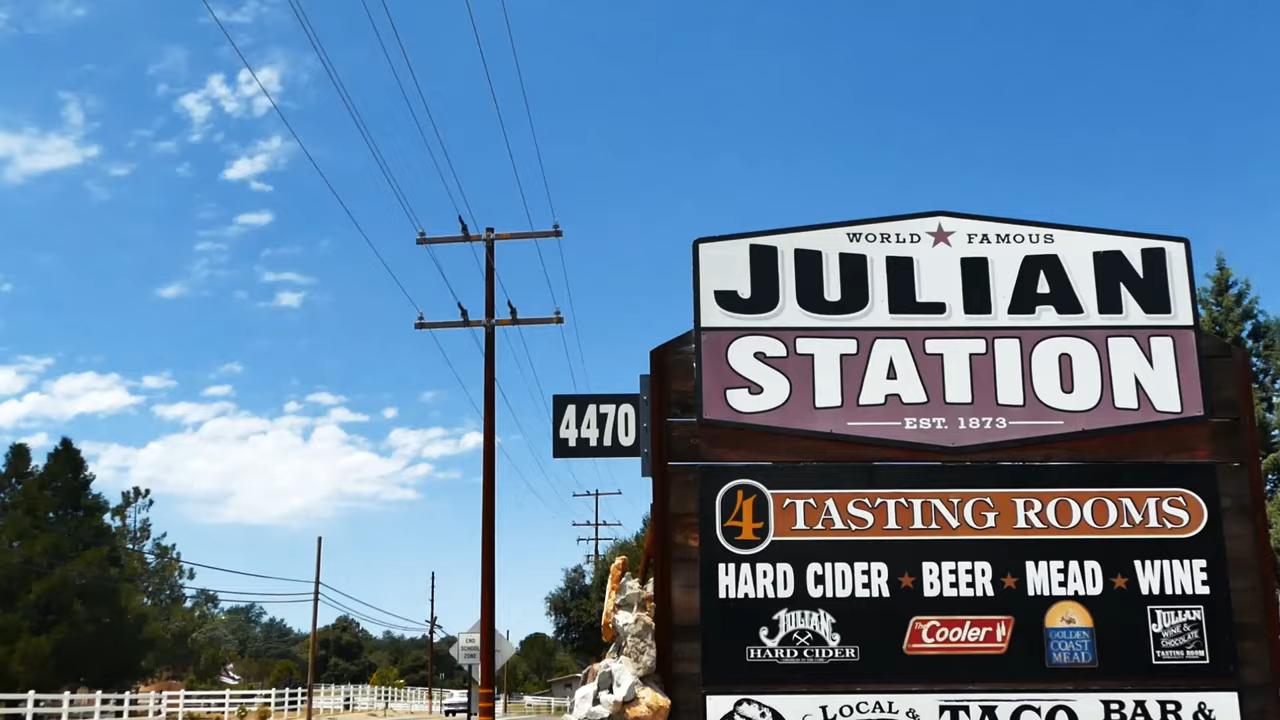 WORLD ★ FAMOUS
JULIAN
STATION
EST. 1873
4470
4 TASTING ROOMS
HARD CIDER ★ BEER ★ MEAD ★ WINE
JULIAN
HARD CIDER
The Cooler
GOLDEN
COAST
MEAD
JULIAN
WINE &
CHOCOLATE
TASTING ROOM
END
SCHOOL
ZONE
LOCAL &
TACO BAR &